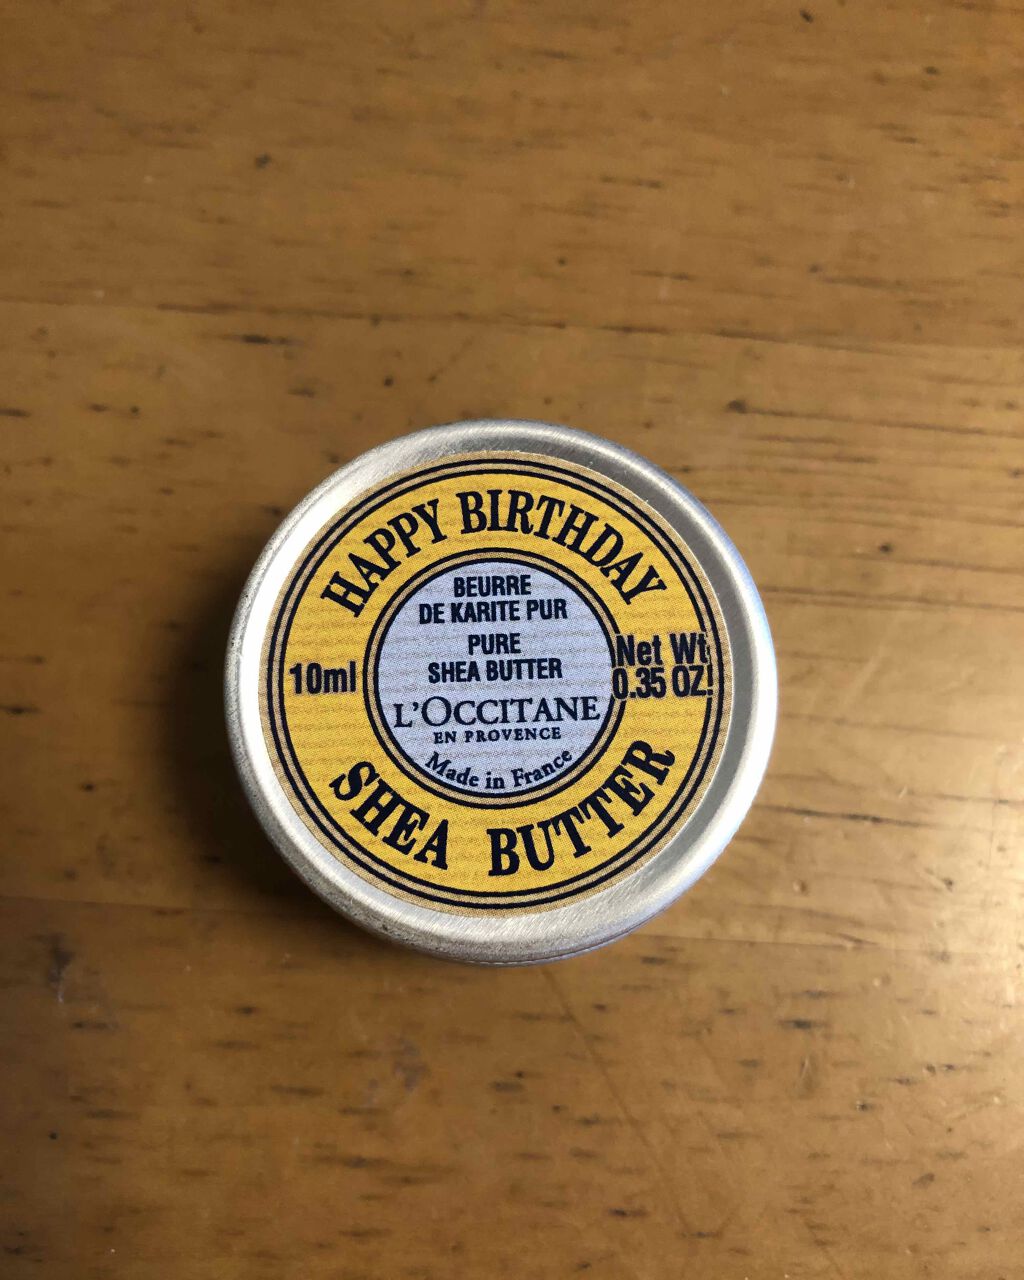 HAPPY BIRTHDAY
BEURRE
DE KARITE PUR
PURE
SHEA BUTTER
L'OCCITANE
EN PROVENCE
Made in France
10ml
Net Wt
0.35 OZ.
SHEA BUTTER